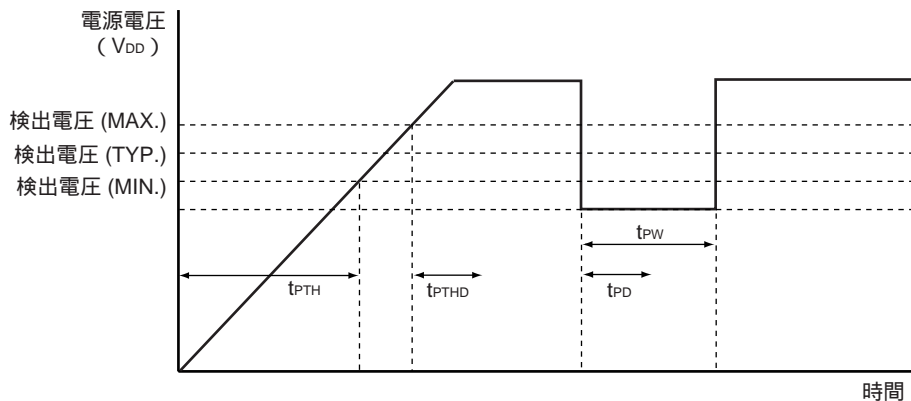 電源電圧
(VDD)
検出電圧 (MAX.)
検出電圧 (TYP.)
検出電圧 (MIN.)
tPW
tPTH
tPTHD
tPD
時間